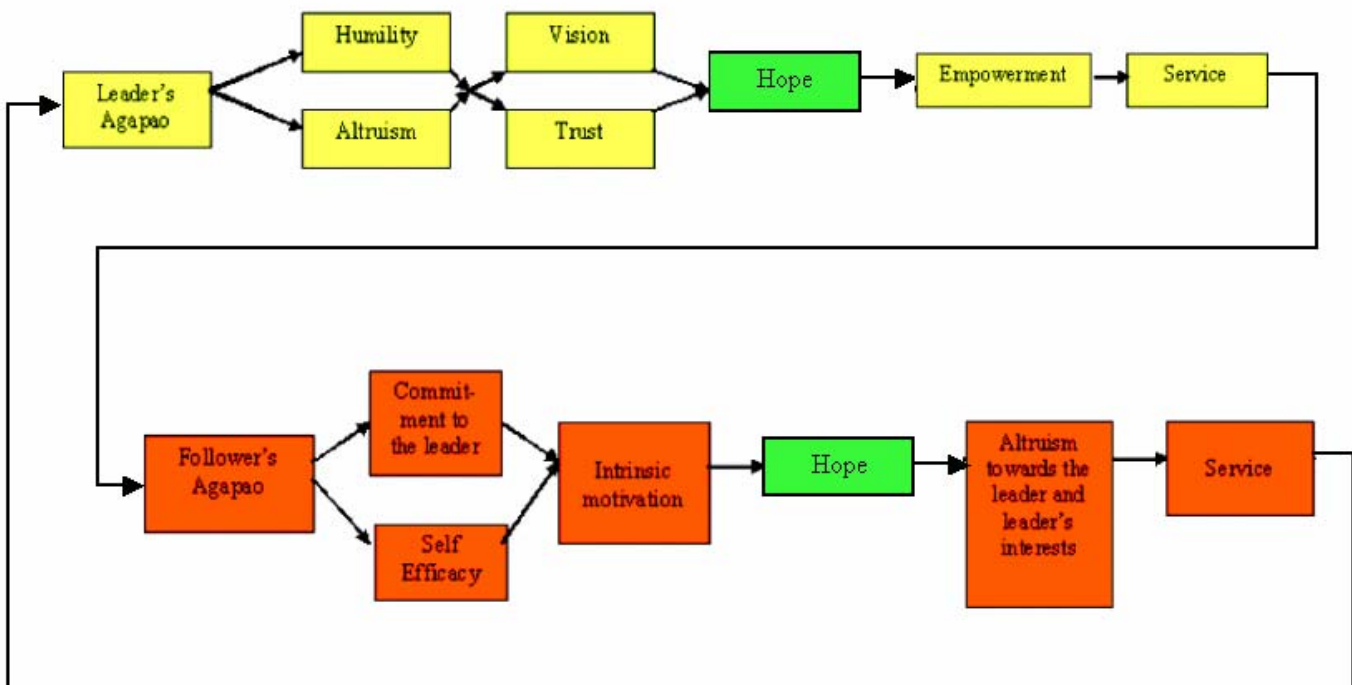 Humility
Vision
Leader's
Agapao
Hope
Empowerment
Service
Altruism
Trust
Follower's
Agapao
Commit-
ment to
the leader
Self
Efficacy
Intrinsic
motivation
Hope
Altruism
towards the
leader and
leader's
interests
Service